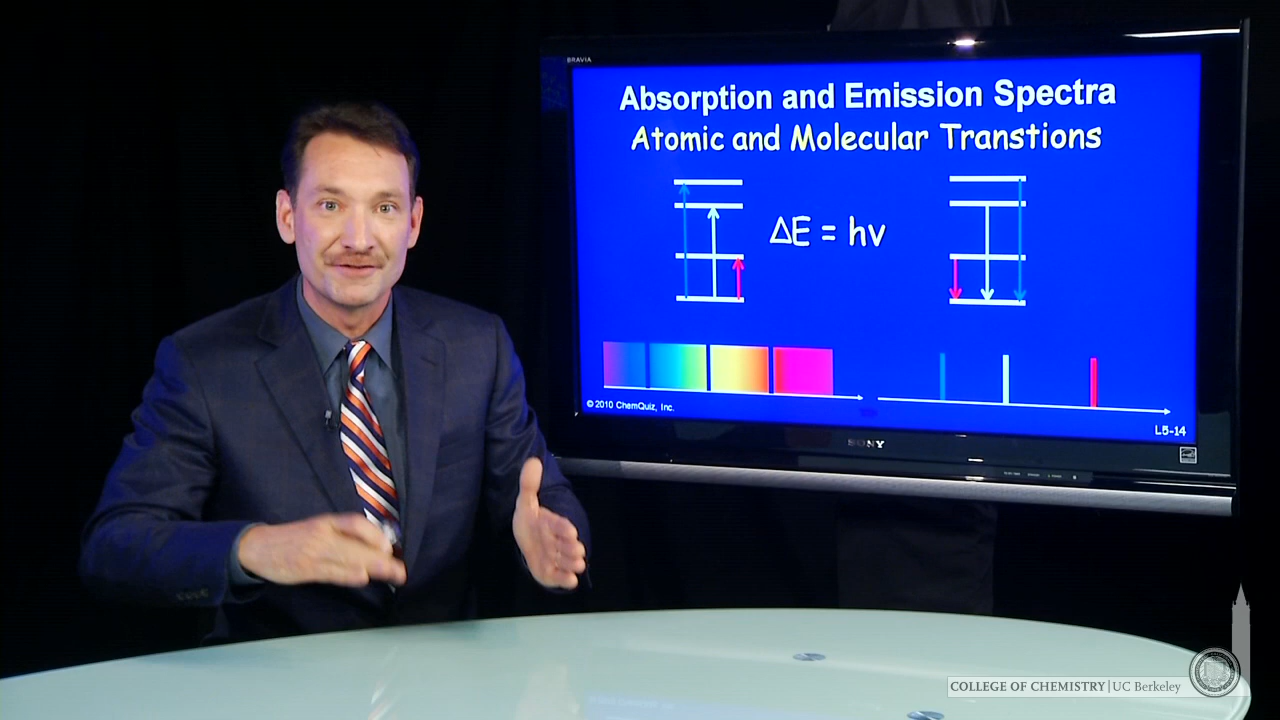 BRAVIA
Absorption and Emission Spectra
Atomic and Molecular Transtions
ΔE = hν
© 2010 ChemQuiz, Inc.
L5-14
SONY
COLLEGE OF CHEMISTRY | UC Berkeley